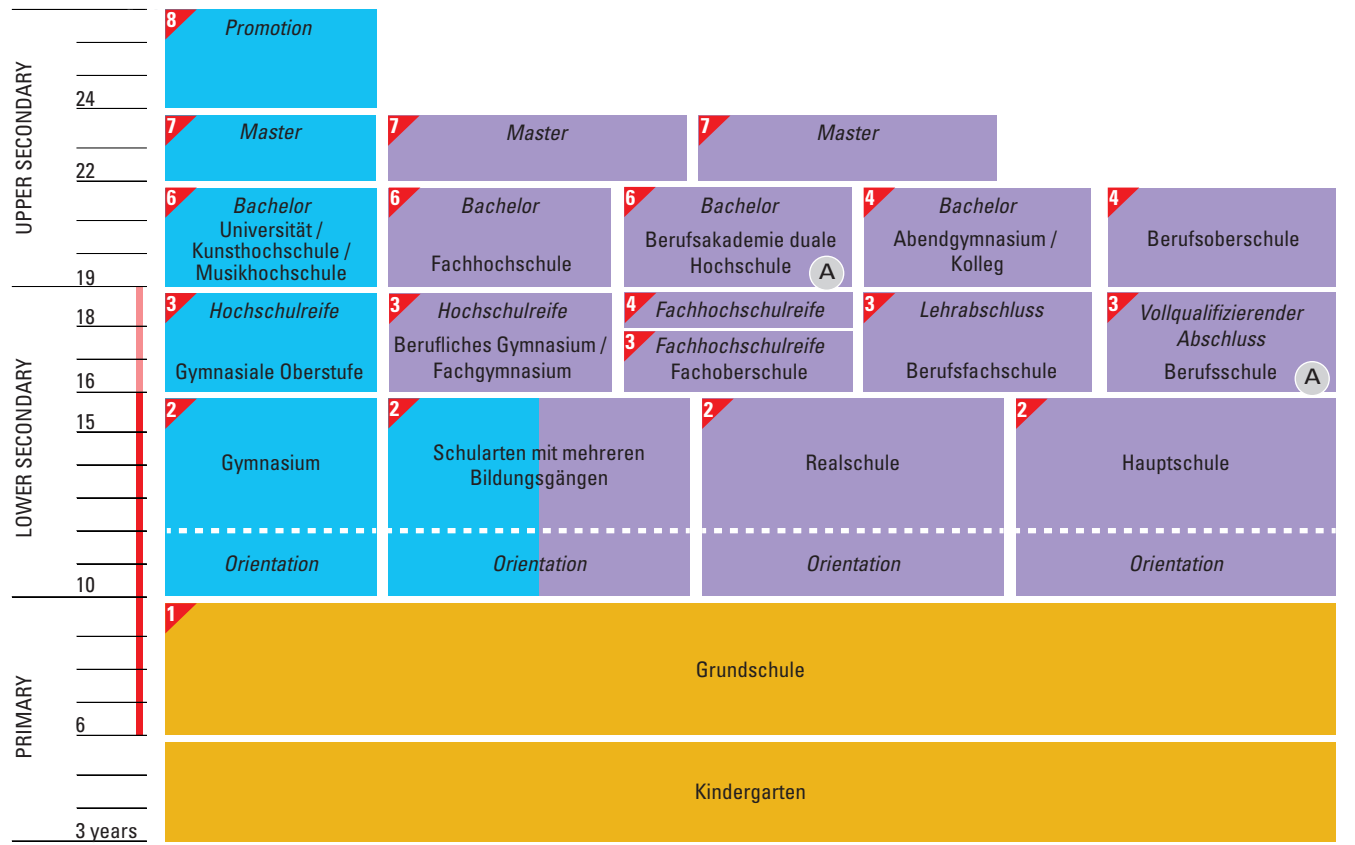 UPPER SECONDARY
LOWER SECONDARY
PRIMARY
24
22
19
18
16
15
10
6
3 years
8
Promotion
7
Master
7
Master
7
Master
6
Bachelor
Universität /
Kunsthochschule /
Musikhochschule
6
Bachelor
Fachhochschule
6
Bachelor
Berufsakademie duale
Hochschule
A
4
Bachelor
Abendgymnasium /
Kolleg
4
Berufsoberschule
3
Hochschulreife
Gymnasiale Oberstufe
3
Hochschulreife
Berufliches Gymnasium /
Fachgymnasium
4
Fachhochschulreife
3
Fachhochschulreife
Fachoberschule
3
Lehrabschluss
Berufsfachschule
3
Vollqualifizierender
Abschluss
Berufsschule
A
2
Gymnasium
Orientation
2
Schularten mit mehreren
Bildungsgängen
Orientation
2
Realschule
Orientation
2
Hauptschule
Orientation
1
Grundschule
Kindergarten